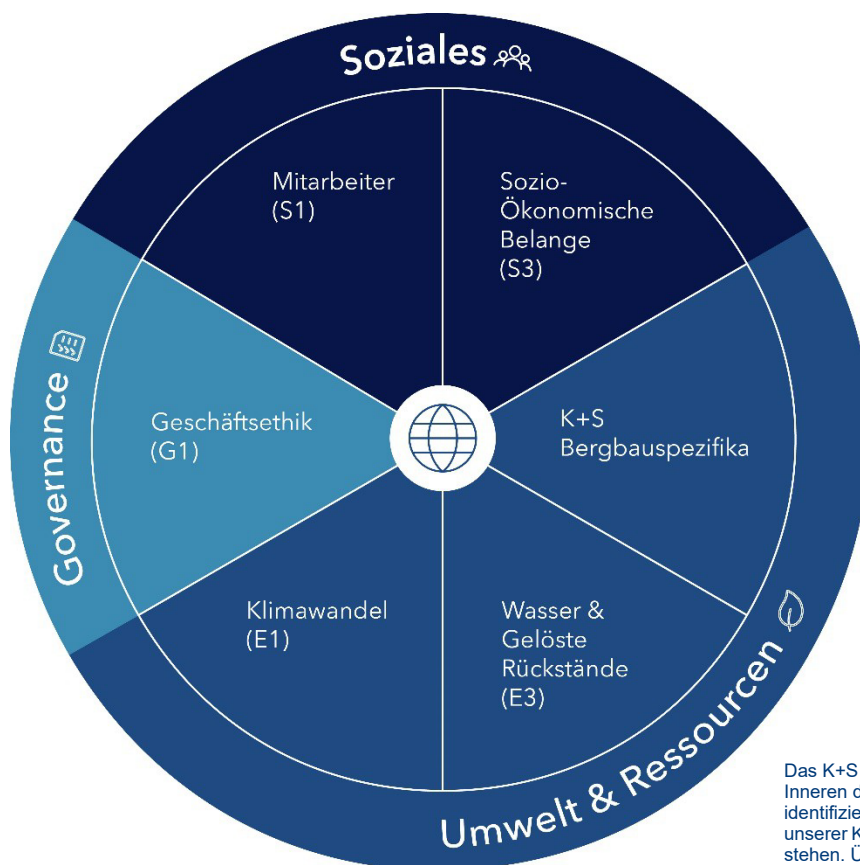 Soziales
Mitarbeiter
(S1)
Sozio-
Ökonomische
Belange
(S3)
Governance
Geschäftsethik
(G1)
K+S
Bergbauspezifika
Klimawandel
(E1)
Wasser &
Gelöste
Rückstände
(E3)
Umwelt & Ressourcen
Das K+S
Inneren
identifizie
unserer
stehen.